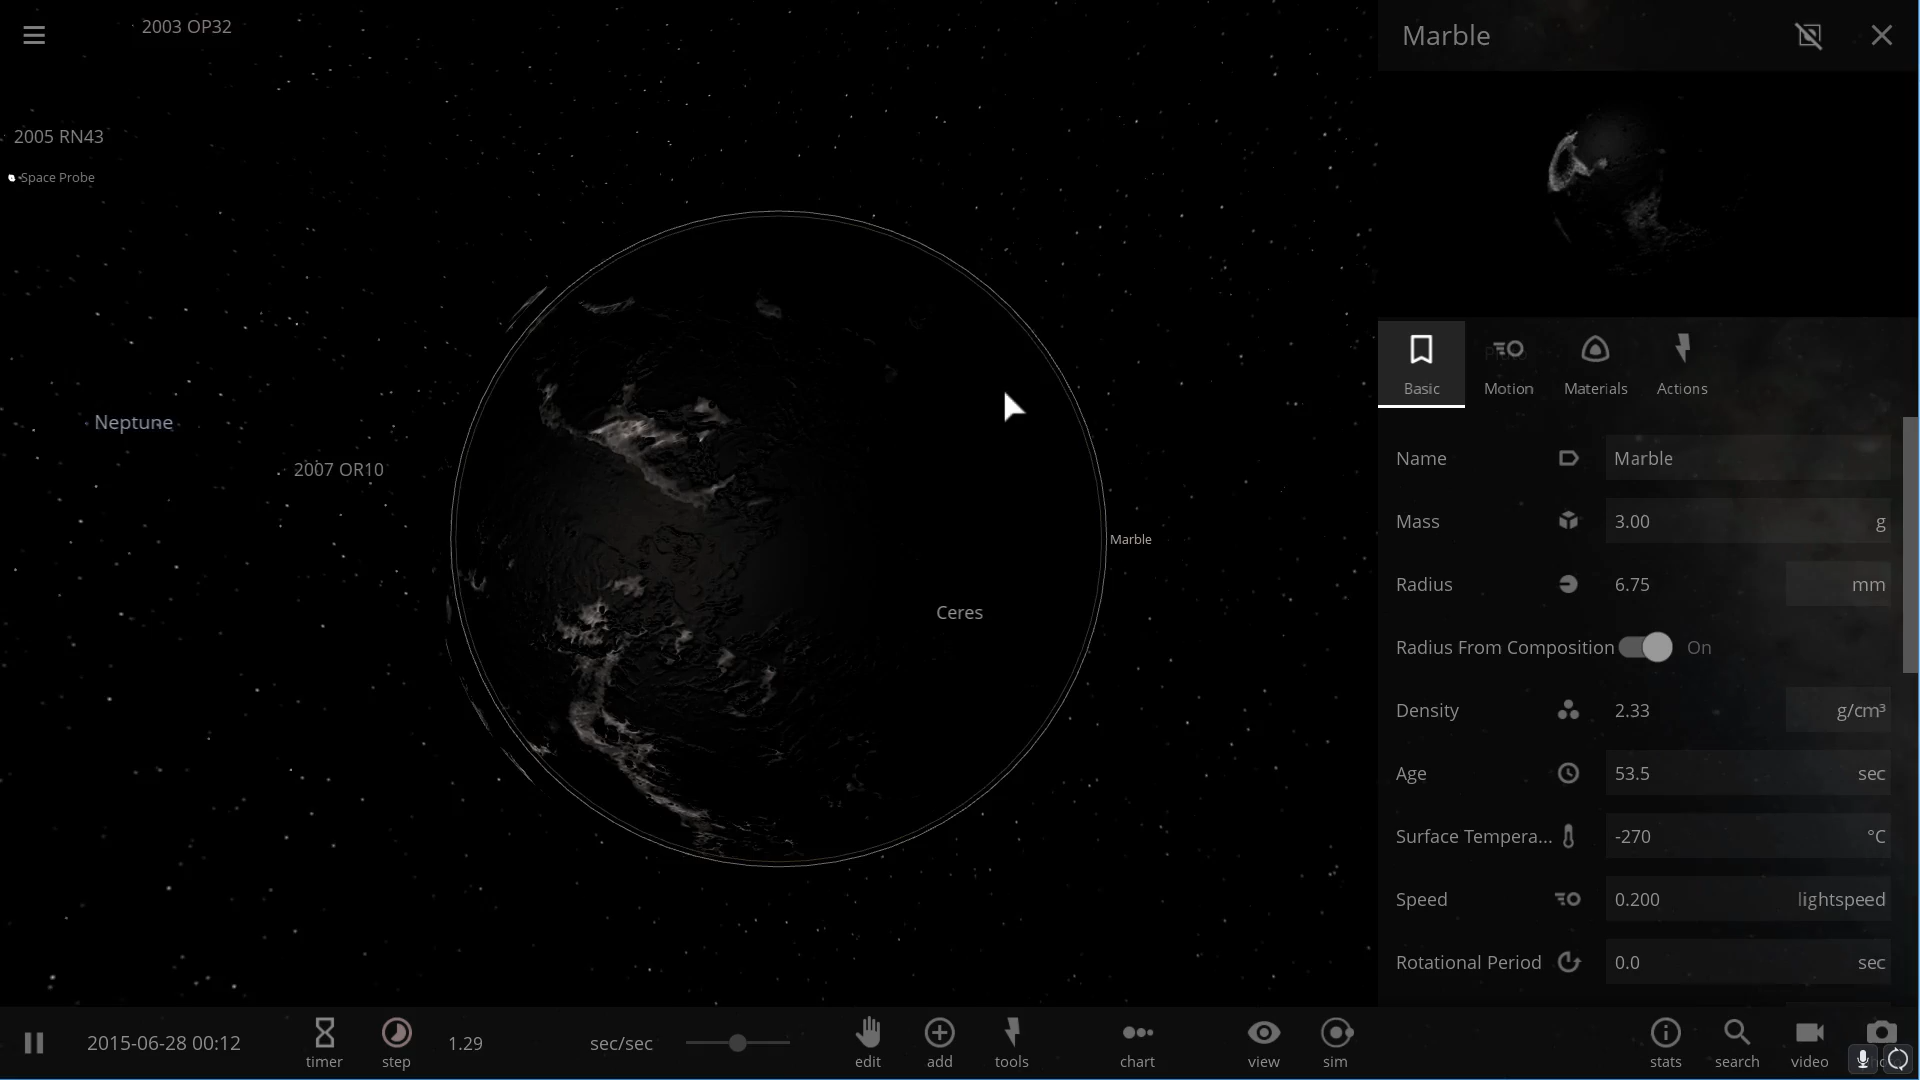 2003 OP32
2005 RN43
Space Probe
Neptune
2007 OR10
Ceres
Marble
Marble
Basic
Motion
Materials
Actions
Name Marble
Mass 3.00 g
Radius 6.75 mm
Radius From Composition On
Density 2.33 g/cm³
Age 53.5 sec
Surface Tempera... -270 °C
Speed 0.200 lightspeed
Rotational Period 0.0 sec
2015-06-28 00:12
timer
step
1.29 sec/sec
edit
add
tools
chart
view
sim
stats
search
video